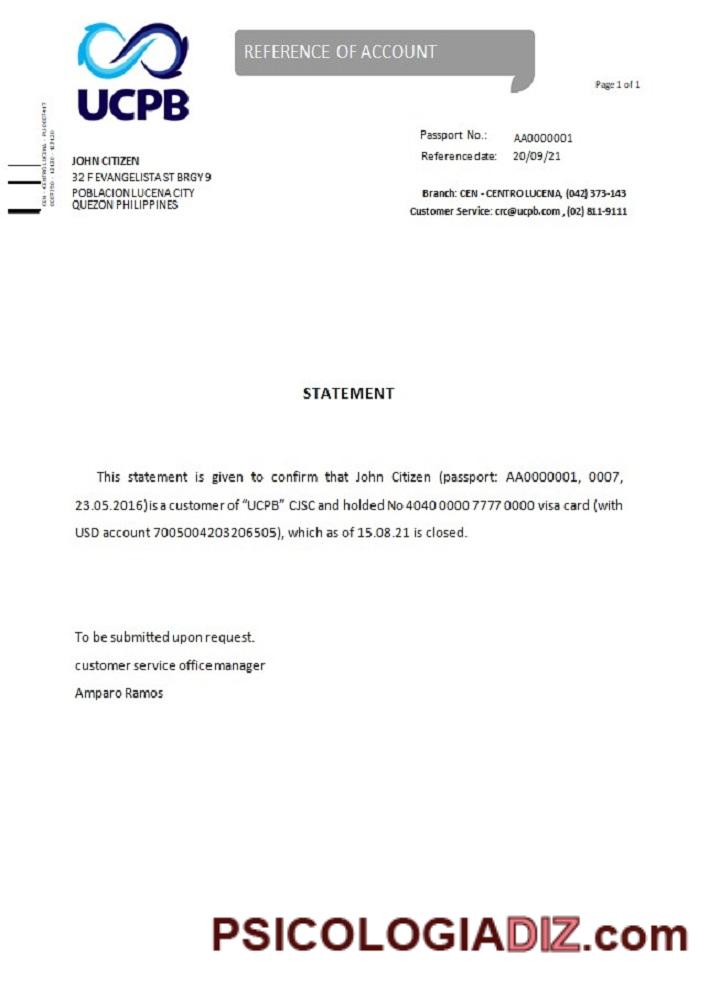 UCPB
REFERENCE OF ACCOUNT
Page 1 of 1
Passport No.: AA0000001
Reference date: 20/09/21
JOHN CITIZEN
32 F EVANGELISTA ST BRGY 9
POBLACION LUCENA CITY
QUEZON PHILIPPINES
Branch: CEN - CENTRO LUCENA, (042) 373-143
Customer Service: crc@ucpb.com , (02) 811-9111
STATEMENT
This statement is given to confirm that John Citizen (passport: AA0000001, 0007,
23.05.2016) is a customer of "UCPB" CJSC and holded No 4040 0000 7777 0000 visa card (with
USD account 7005004203206505), which as of 15.08.21 is closed.
To be submitted upon request.
customer service office manager
Amparo Ramos
PSICOLOGIADIZ.com